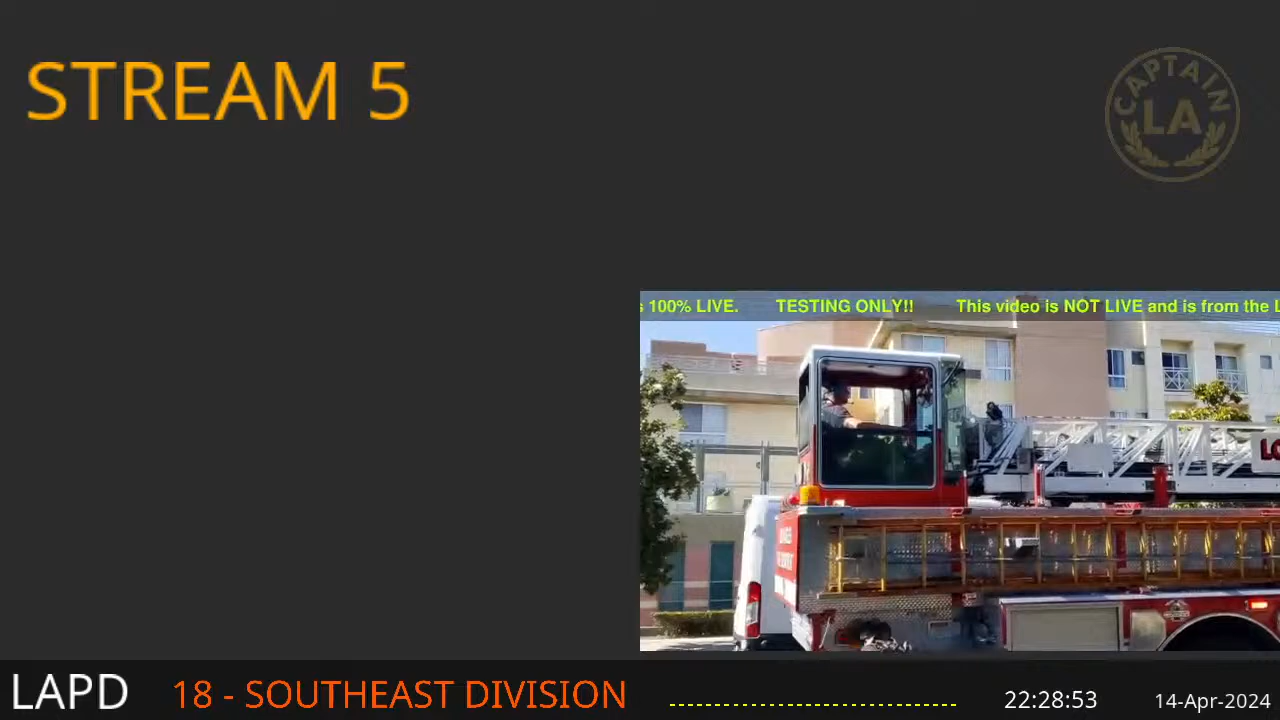 STREAM 5
CAPTAIN
LA
100% LIVE. TESTING ONLY!! This video is NOT LIVE and is from the
LAPD 18 - SOUTHEAST DIVISION 22:28:53 14-Apr-2024